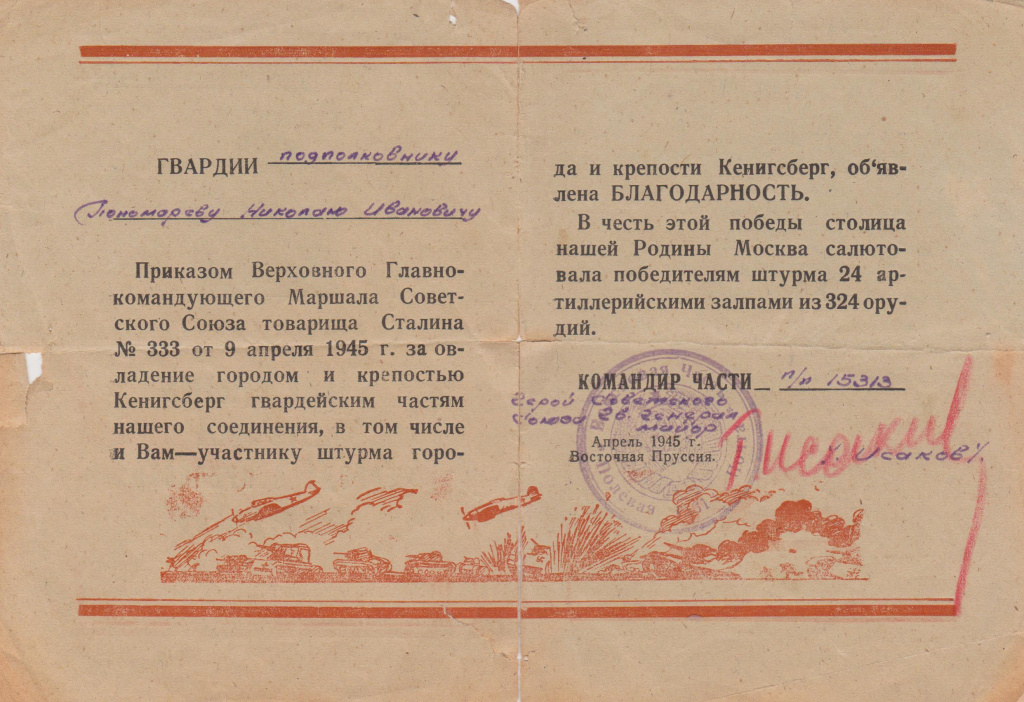 ГВАРДИИ подполковнику
Пономареву Николаю Ивановичу
Приказом Верховного Главно-
командующего Маршала Совет-
ского Союза товарища Сталина
№ 333 от 9 апреля 1945 г. за ов-
ладение городом и крепостью
Кенигсберг гвардейским частям
нашего соединения, в том числе
и Вам—участнику штурма горо-
да и крепости Кенигсберг, об‘яв-
лена БЛАГОДАРНОСТЬ.
В честь этой победы столица
нашей Родины Москва салюто-
вала победителям штурма 24 ар-
тиллерийскими залпами из 324 ору-
дий.
КОМАНДИР ЧАСТИ п/п 15313
Герой Советского
Союза гв. генерал
майор
Апрель 1945 г.
Восточная Пруссия.
Полевая